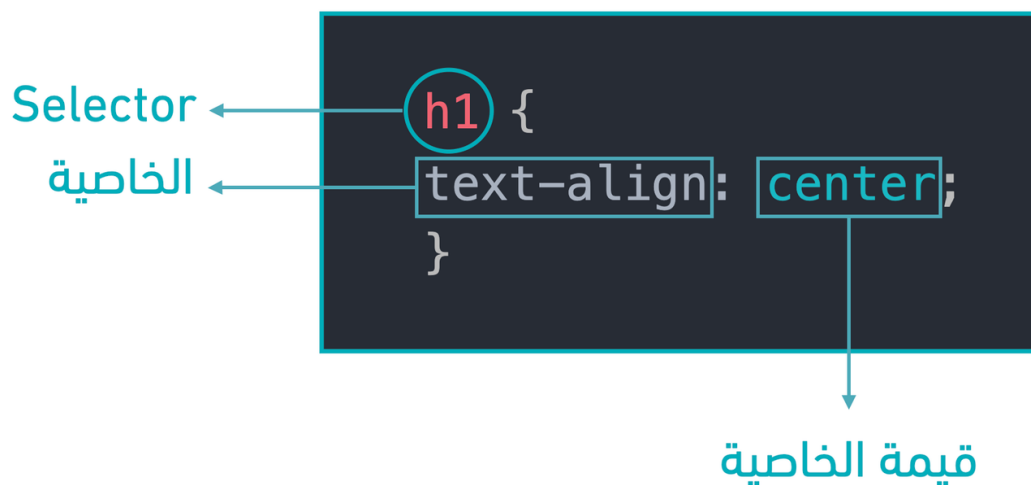 Selector
الخاصية
h1 {
text-align: center;
}
قيمة الخاصية